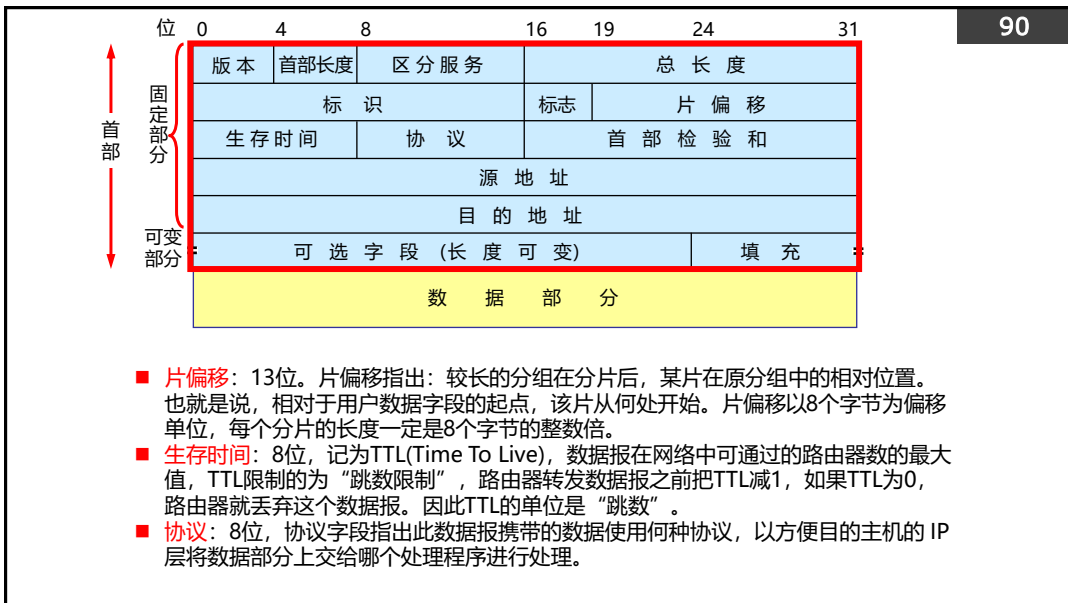 90
位 0 4 8 16 19 24 31
版本 首部长度 区分服务 总长度
标识 标志 片偏移
生存时间 协议 首部检验和
源地址
目的地址
可选字段 (长度可变) 填充
数据部分
首部
固定部分
可变部分
■ 片偏移：13位。片偏移指出：较长的分组在分片后，某片在原分组中的相对位置。
也就是说，相对于用户数据字段的起点，该片从何处开始。片偏移以8个字节为偏移
单位，每个分片的长度一定是8个字节的整数倍。
■ 生存时间：8位，记为TTL(Time To Live)，数据报在网络中可通过的路由器数的最大
值，TTL限制的为“跳数限制”，路由器转发数据报之前把TTL减1，如果TTL为0，
路由器就丢弃这个数据报。因此TTL的单位是“跳数”。
■ 协议：8位，协议字段指出此数据报携带的数据使用何种协议，以方便目的主机的 IP
层将数据部分上交给哪个处理程序进行处理。